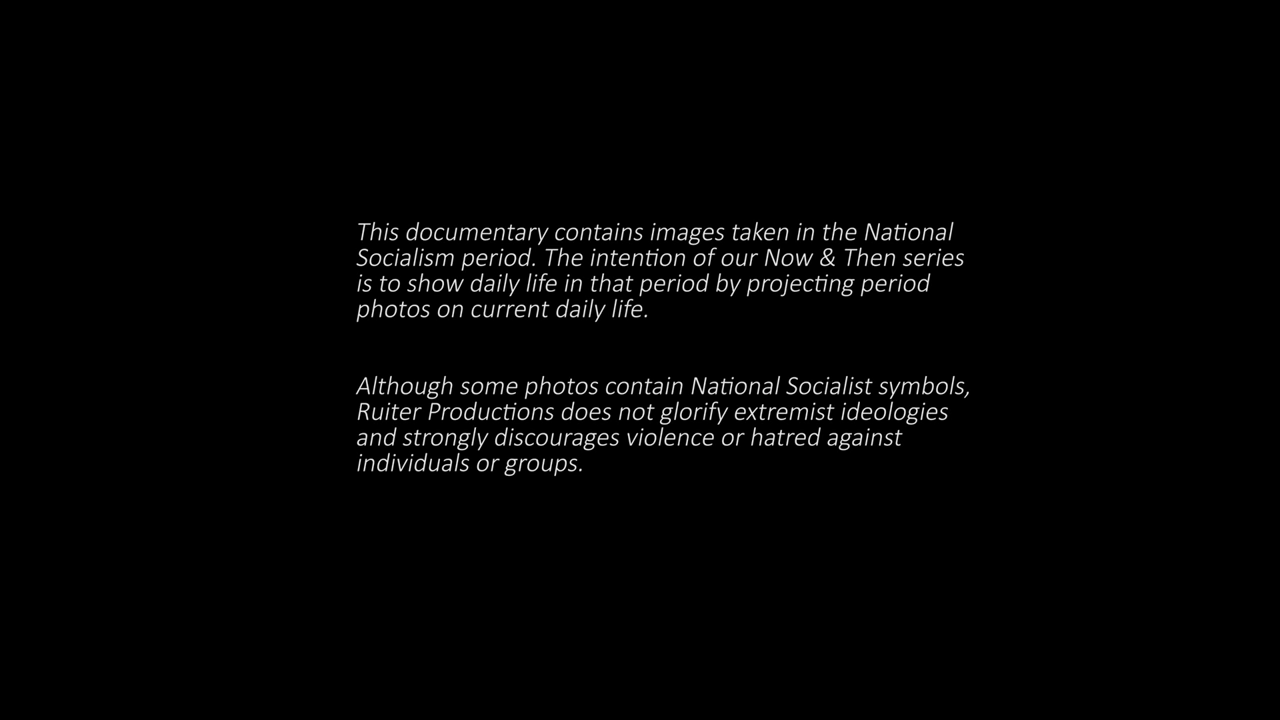 This documentary contains images taken in the National
Socialism period. The intention of our Now & Then series
is to show daily life in that period by projecting period
photos on current daily life.
Although some photos contain National Socialist symbols,
Ruiter Productions does not glorify extremist ideologies
and strongly discourages violence or hatred against
individuals or groups.